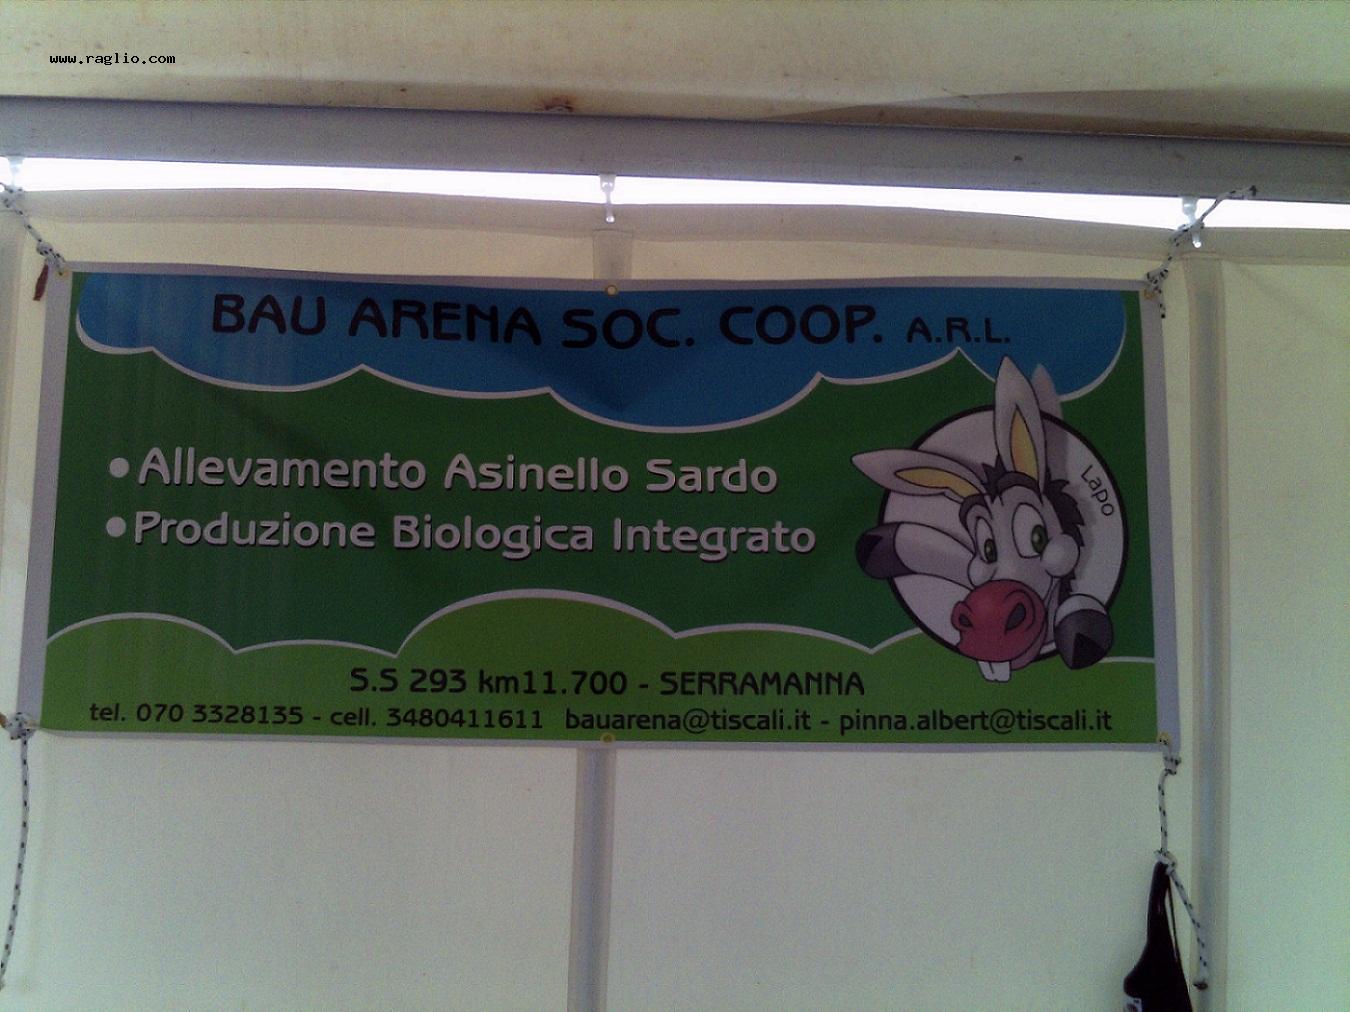 www.raglio.com
BAU ARENA SOC. COOP. A.R.L.
•Allevamento Asinello Sardo
•Produzione Biologica Integrato
Lapo
S.S 293 km11.700 - SERRAMANNA
tel. 070 3328135 - cell. 3480411611 bauarena@tiscali.it - pinna.albert@tiscali.it